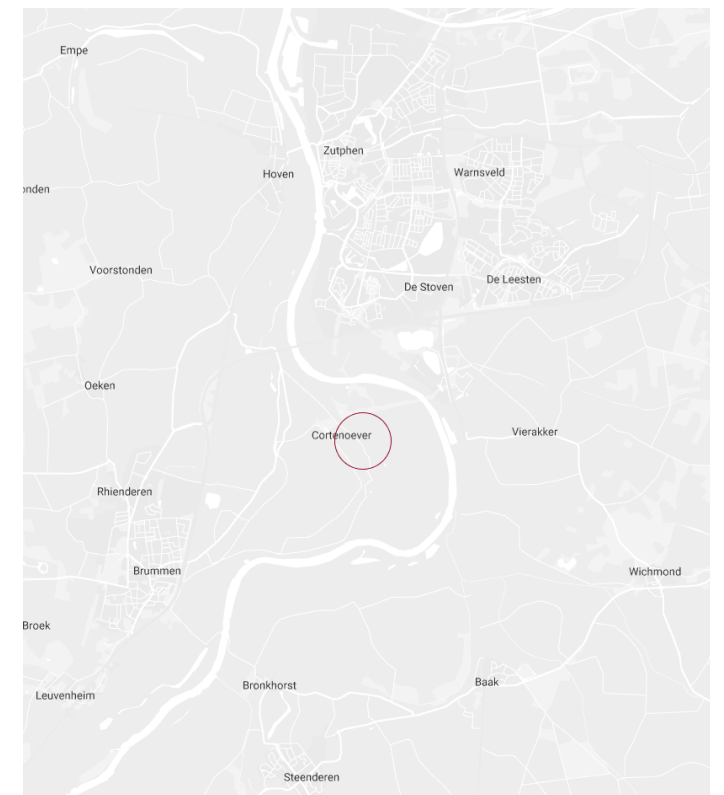 Empe
Zutphen
Hoven
Warnsveld
onden
Voorstonden
De Stoven
De Leesten
Oeken
Cortenoever
Vierakker
Rhienderen
Brummen
Wichmond
Broek
Bronkhorst
Baak
Leuvenheim
Steenderen